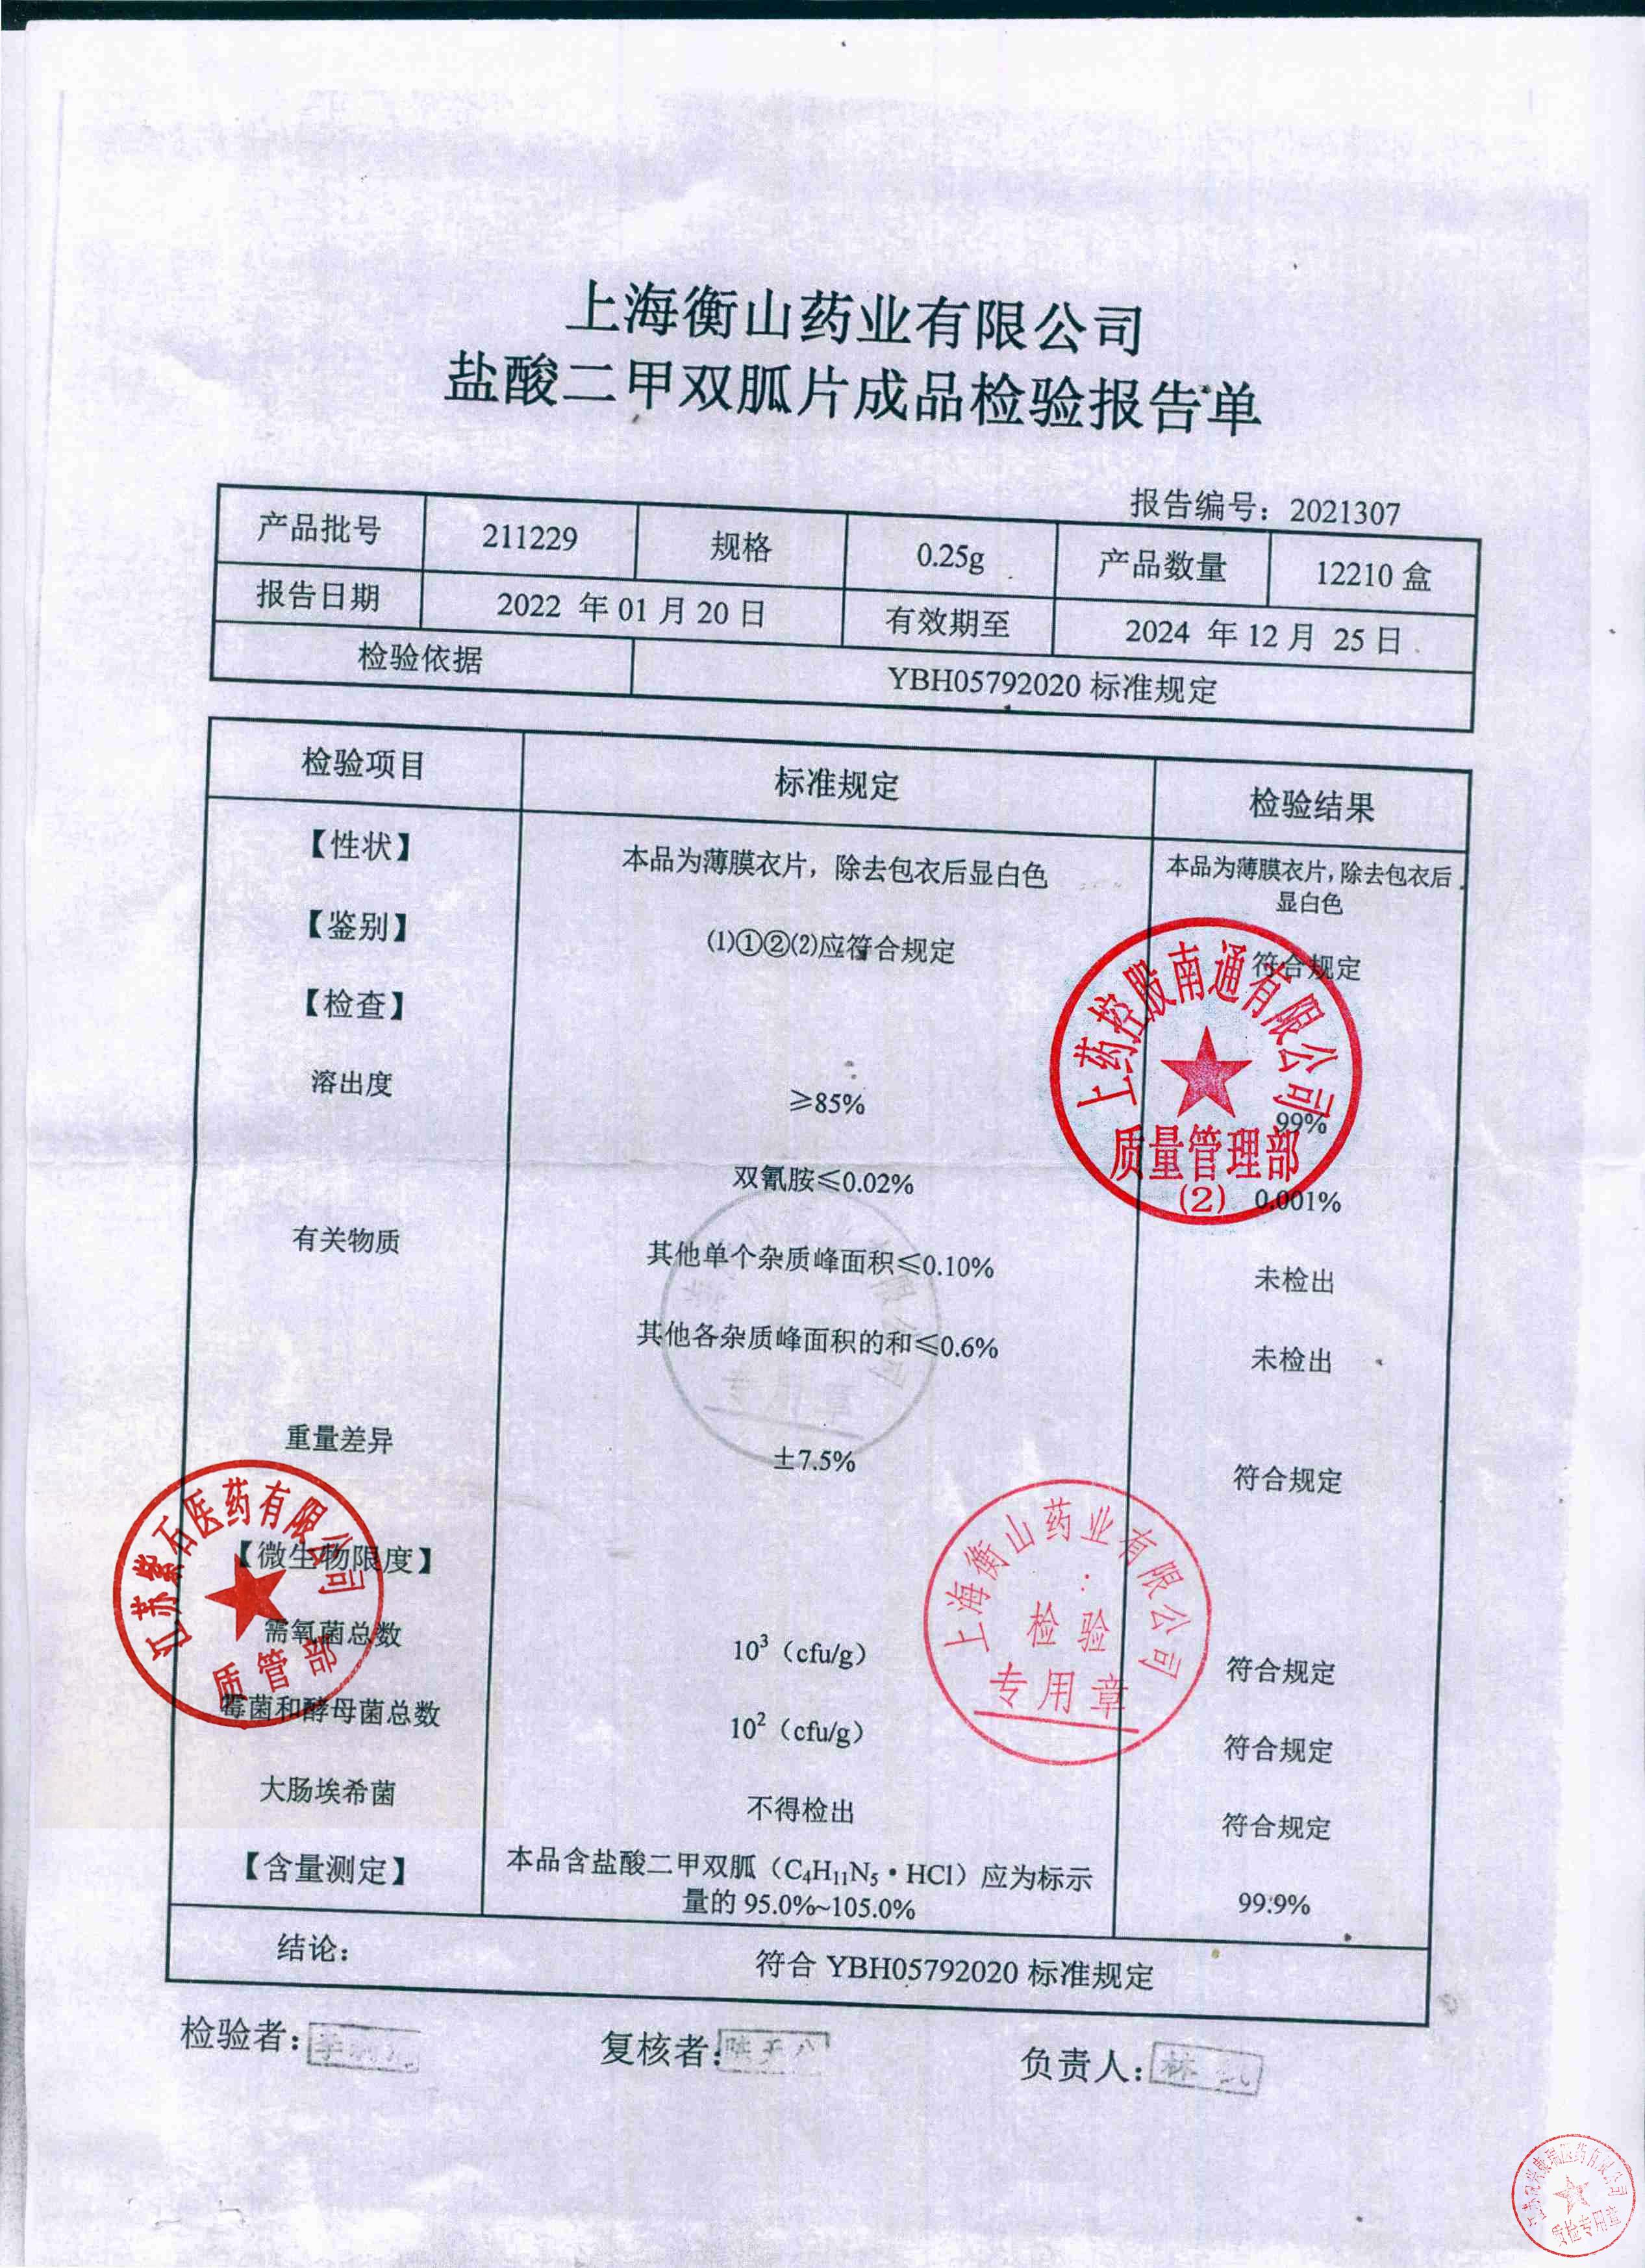 上海衡山药业有限公司
盐酸二甲双胍片成品检验报告单
报告编号：2021307
产品批号 211229 规格 0.25g 产品数量 12210 盒
报告日期 2022 年 01 月 20 日 有效期至 2024 年 12 月 25 日
检验依据 YBH05792020 标准规定
检验项目 标准规定 检验结果
【性状】 本品为薄膜衣片，除去包衣后显白色 本品为薄膜衣片，除去包衣后
显白色
【鉴别】 ⑴①②⑵应符合规定 符合规定
【检查】
溶出度 ≥85% 99%
双氰胺≤0.02% 0.001%
有关物质 其他单个杂质峰面积≤0.10% 未检出
其他各杂质峰面积的和≤0.6% 未检出
重量差异 ±7.5% 符合规定
【微生物限度】
需氧菌总数 10³（cfu/g） 符合规定
霉菌和酵母菌总数 10²（cfu/g） 符合规定
大肠埃希菌 不得检出 符合规定
【含量测定】 本品含盐酸二甲双胍（C₄H₁₁N₅•HCl）应为标示
量的 95.0%~105.0% 99.9%
结论： 符合 YBH05792020 标准规定
检验者： 复核者： 负责人：林
上药控股南通有限公司
质量管理部
(2)
江苏紫石医药有限公司
质管部
上海衡山药业有限公司
检验
专用章
质检专用章